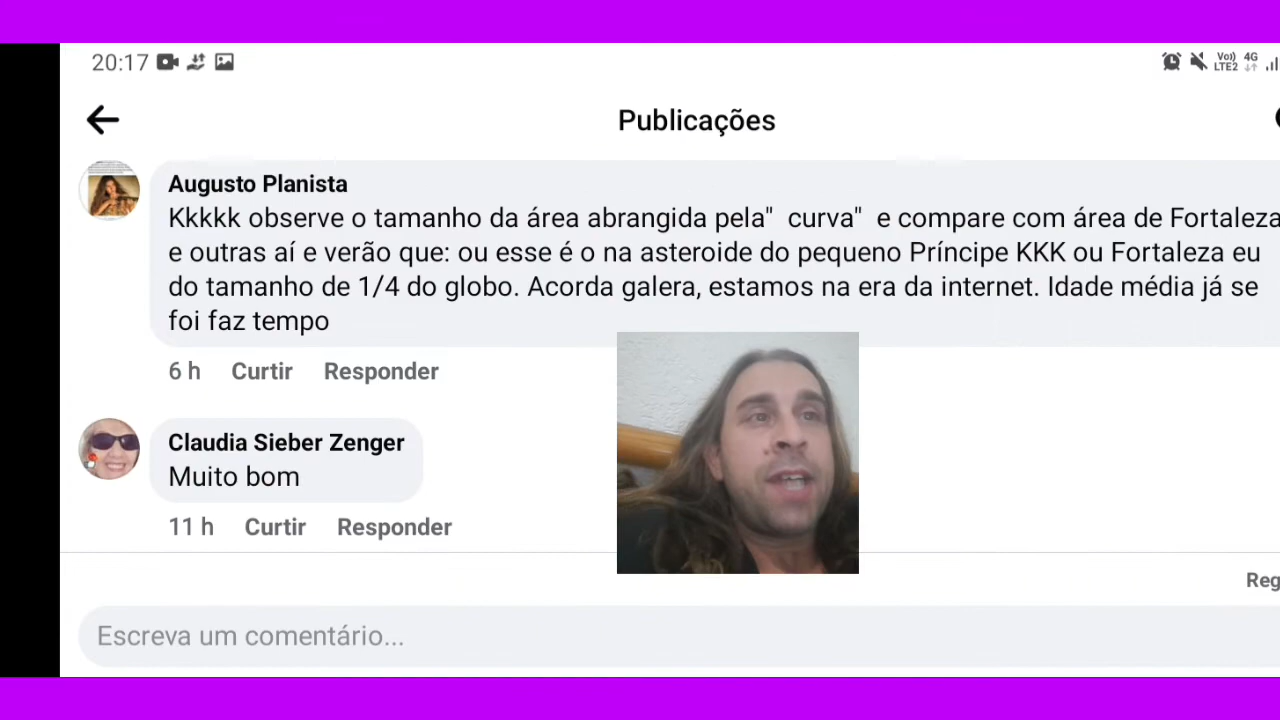 20:17
Vo))
LTE2
4G
Publicações
Augusto Planista
Kkkkk observe o tamanho da área abrangida pela" curva" e compare com área de Fortaleza
e outras aí e verão que: ou esse é o na asteroide do pequeno Príncipe KKK ou Fortaleza eu
do tamanho de 1/4 do globo. Acorda galera, estamos na era da internet. Idade média já se
foi faz tempo
6 h Curtir Responder
Claudia Sieber Zenger
Muito bom
11 h Curtir Responder
Reg
Escreva um comentário...